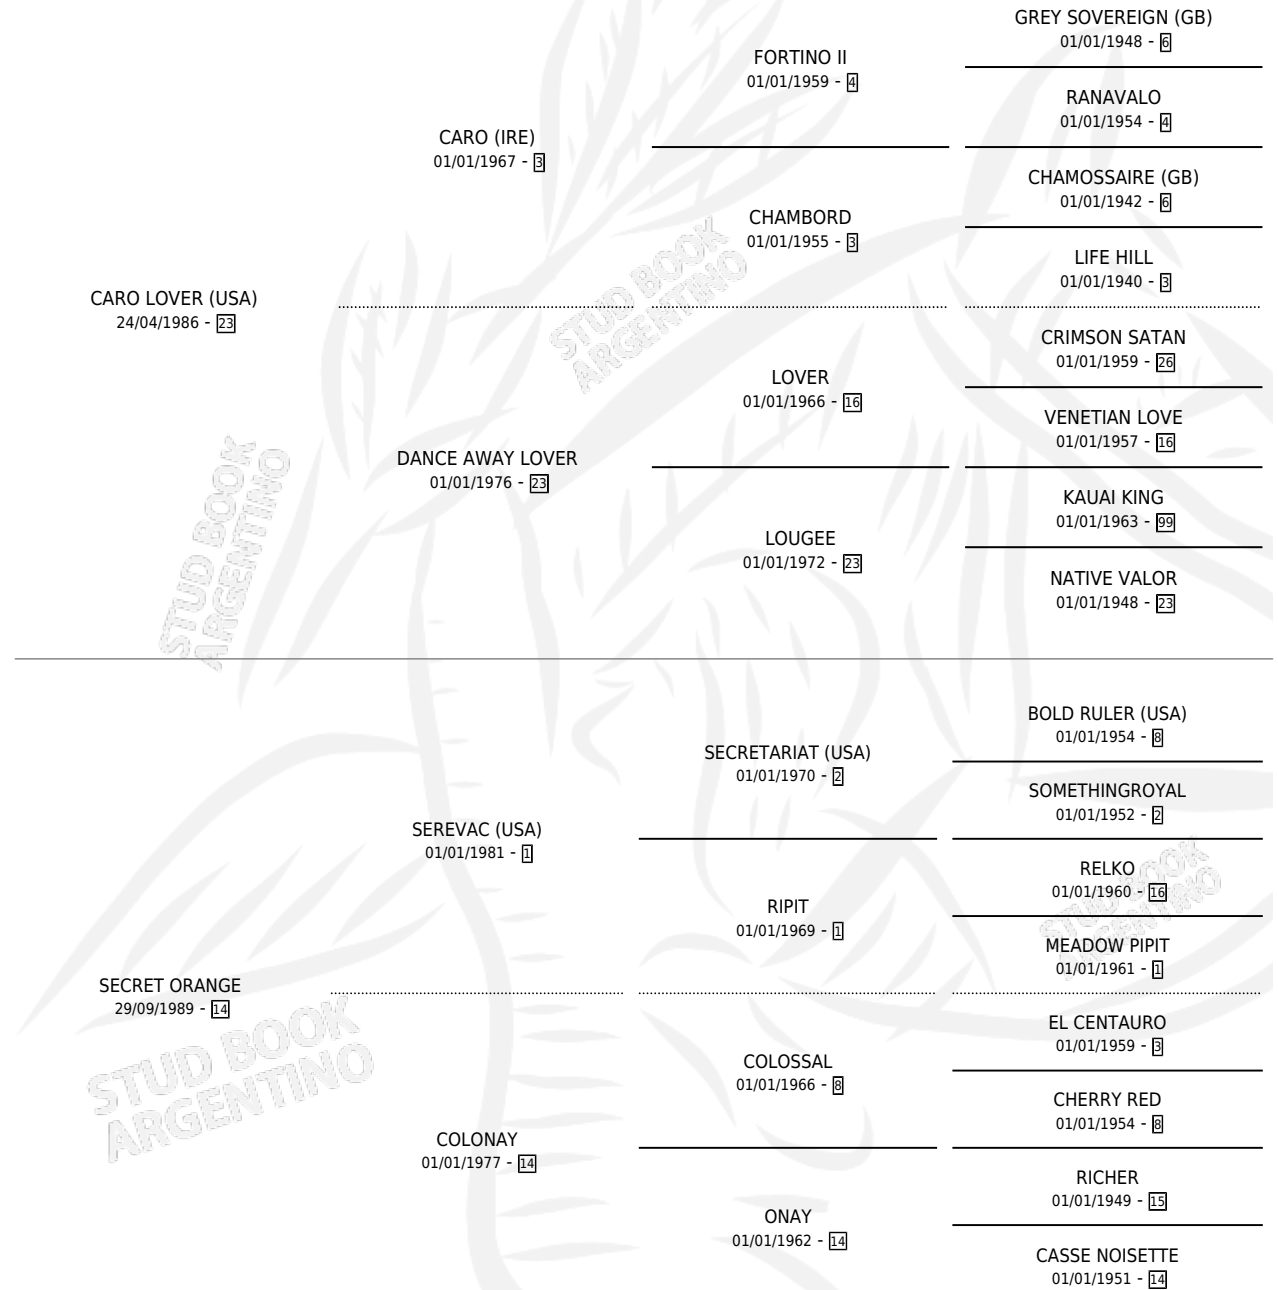 GREY SOVEREIGN (GB)
01/01/1948 - 6
FORTINO II
01/01/1959 - 4
RANAVALO
01/01/1954 - 4
CARO (IRE)
01/01/1967 - 3
CHAMOSSAIRE (GB)
01/01/1942 - 6
CHAMBORD
01/01/1955 - 3
LIFE HILL
01/01/1940 - 3
CARO LOVER (USA)
24/04/1986 - 23
CRIMSON SATAN
01/01/1959 - 26
LOVER
01/01/1966 - 16
VENETIAN LOVE
01/01/1957 - 16
DANCE AWAY LOVER
01/01/1976 - 23
KAUAI KING
01/01/1963 - 99
LOUGEE
01/01/1972 - 23
NATIVE VALOR
01/01/1948 - 23
BOLD RULER (USA)
01/01/1954 - 8
SECRETARIAT (USA)
01/01/1970 - 2
SOMETHINGROYAL
01/01/1952 - 2
SEREVAC (USA)
01/01/1981 - 1
RELKO
01/01/1960 - 16
RIPIT
01/01/1969 - 1
MEADOW PIPIT
01/01/1961 - 1
SECRET ORANGE
29/09/1989 - 14
EL CENTAURO
01/01/1959 - 3
COLOSSAL
01/01/1966 - 8
CHERRY RED
01/01/1954 - 8
COLONAY
01/01/1977 - 14
RICHER
01/01/1949 - 15
ONAY
01/01/1962 - 14
CASSE NOISETTE
01/01/1951 - 14
STUD BOOK
ARGENTINO
STUD BOOK
ARGENTINO
STUD BOOK
ARGENTINO
STUD BOOK
ARGENTINO